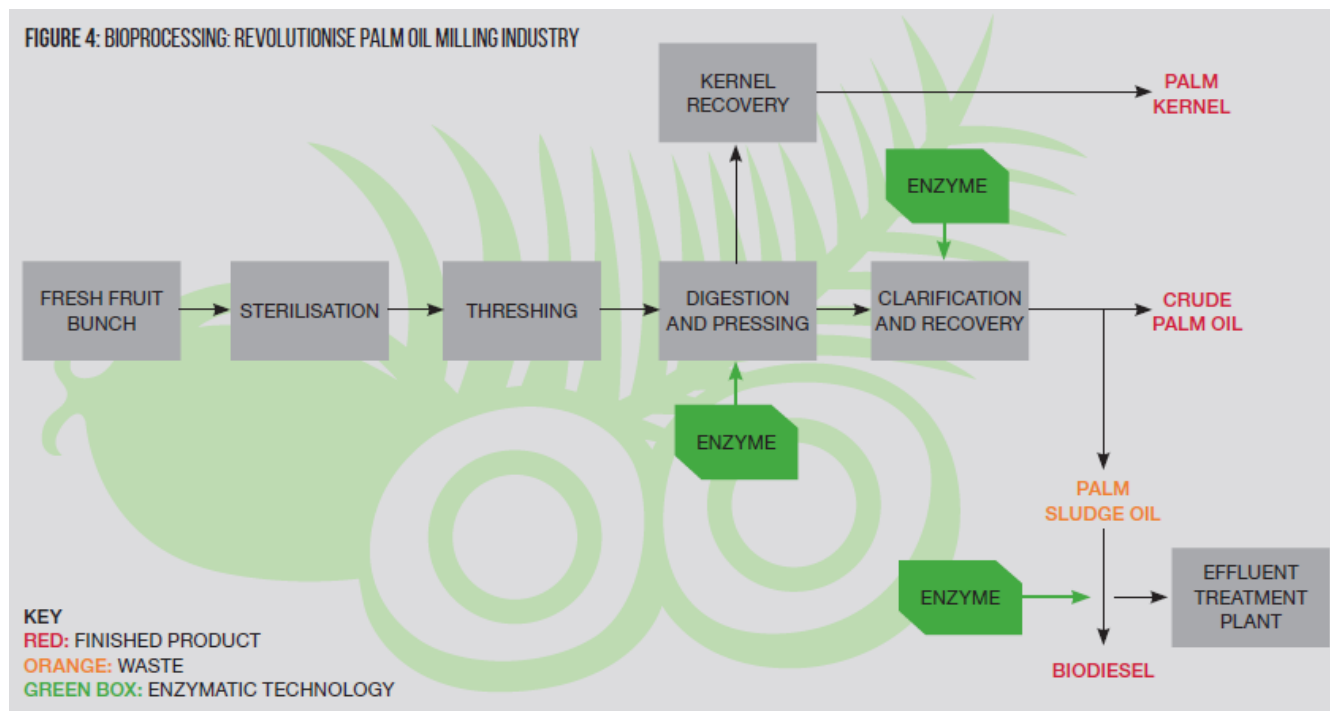 FIGURE 4: BIOPROCESSING: REVOLUTIONISE PALM OIL MILLING INDUSTRY
KERNEL
RECOVERY
PALM
KERNEL
ENZYME
FRESH FRUIT
BUNCH
STERILISATION
THRESHING
DIGESTION
AND PRESSING
CLARIFICATION
AND RECOVERY
CRUDE
PALM OIL
ENZYME
PALM
SLUDGE OIL
ENZYME
EFFLUENT
TREATMENT
PLANT
BIODIESEL
KEY
RED: FINISHED PRODUCT
ORANGE: WASTE
GREEN BOX: ENZYMATIC TECHNOLOGY